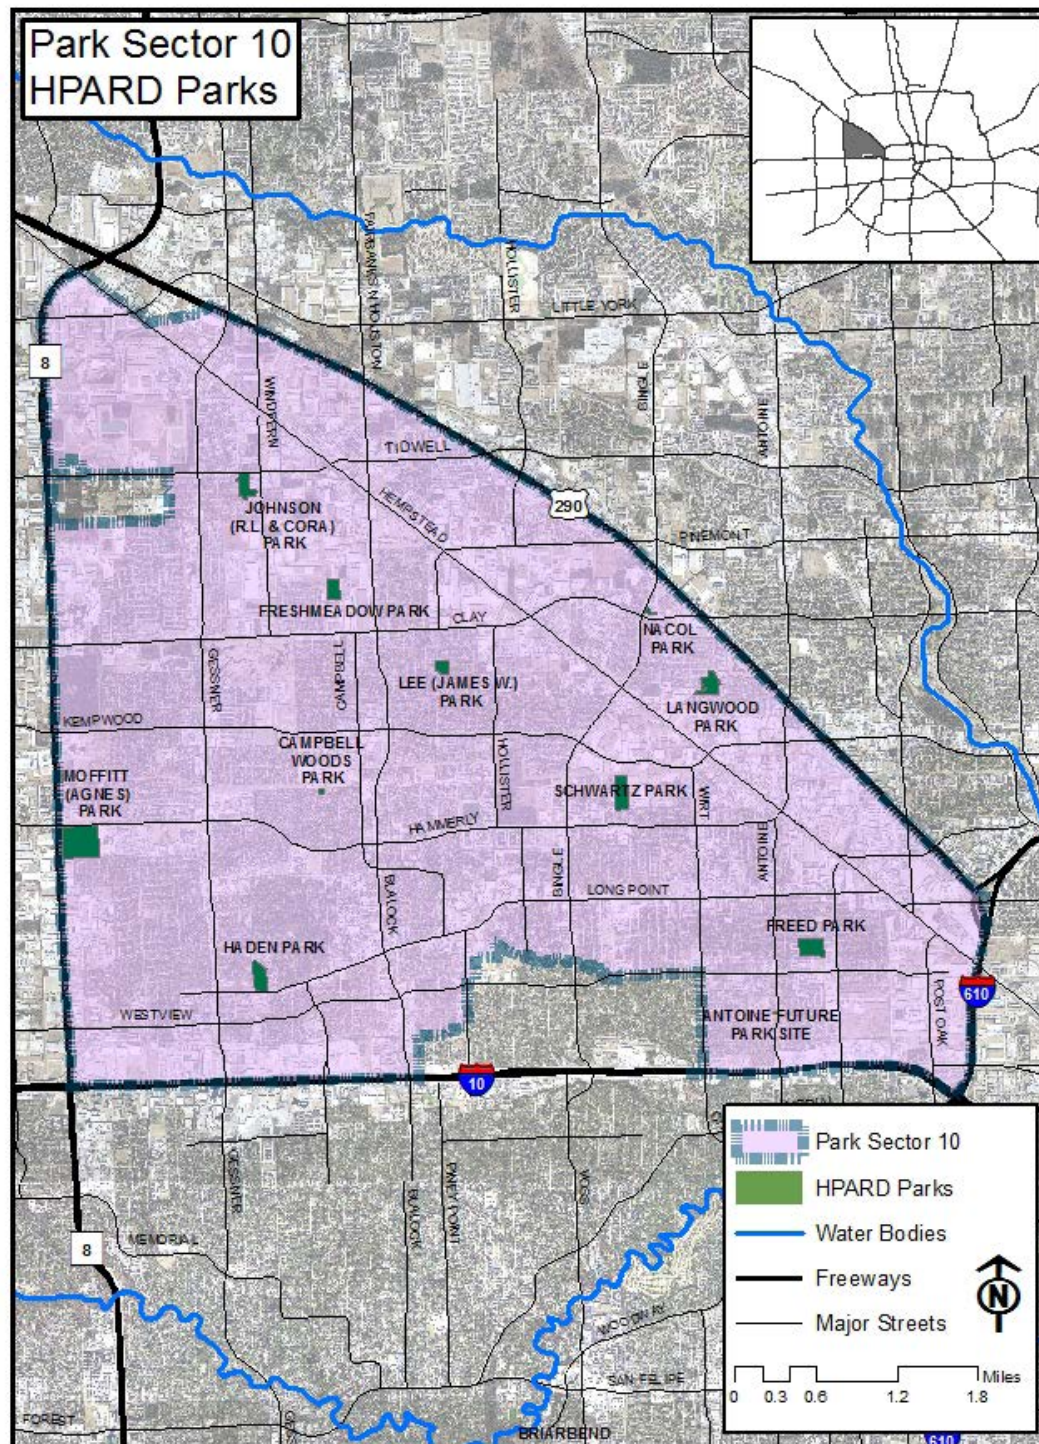 Park Sector 10
HPARD Parks
FAIRBANKS N HOUSTON
HOLLISTER
LITTLE YORK
8
WINDFERN
BINGLE
ANTOINE
TIDWELL
HEMPSTEAD
290
PINEMONT
JOHNSON
(R.L. & CORA)
PARK
FRESHMEADOW PARK
CLAY
NACOL
PARK
GESSNER
CAMPBELL
LEE (JAMES W.)
PARK
LANGWOOD
PARK
KEMPWOOD
CAMPBELL
WOODS
PARK
HOLLISTER
MOFFITT
(AGNES)
PARK
SCHWARTZ PARK
WIRT
HAMMERLY
ANTOINE
BINGLE
LONG POINT
BLALOCK
FREED PARK
HADEN PARK
610
POST OAK
WESTVIEW
ANTOINE FUTURE
PARK SITE
10
GESSNER
BLALOCK
PINEY POINT
VOSS
MEMORIAL
8
WOODWAY
SAN FELIPE
FOREST
BRIARBEND
610
Park Sector 10
HPARD Parks
Water Bodies
Freeways
Major Streets
N
Miles
0 0.3 0.6 1.2 1.8